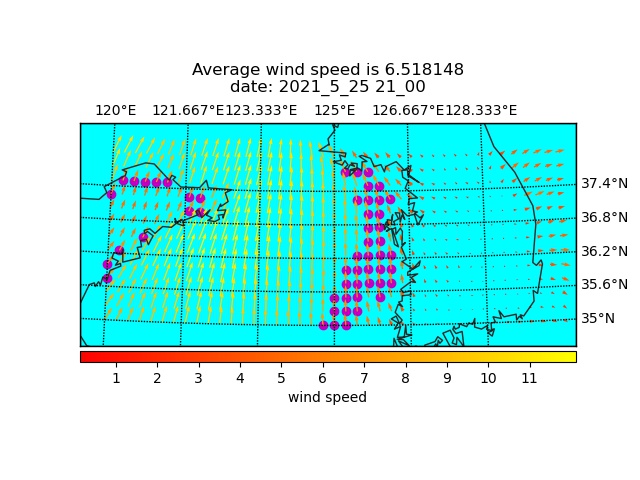 Average wind speed is 6.518148
date: 2021_5_25 21_00
120°E 121.667°E 123.333°E 125°E 126.667°E 128.333°E
37.4°N
36.8°N
36.2°N
35.6°N
35°N
1 2 3 4 5 6 7 8 9 10 11
wind speed